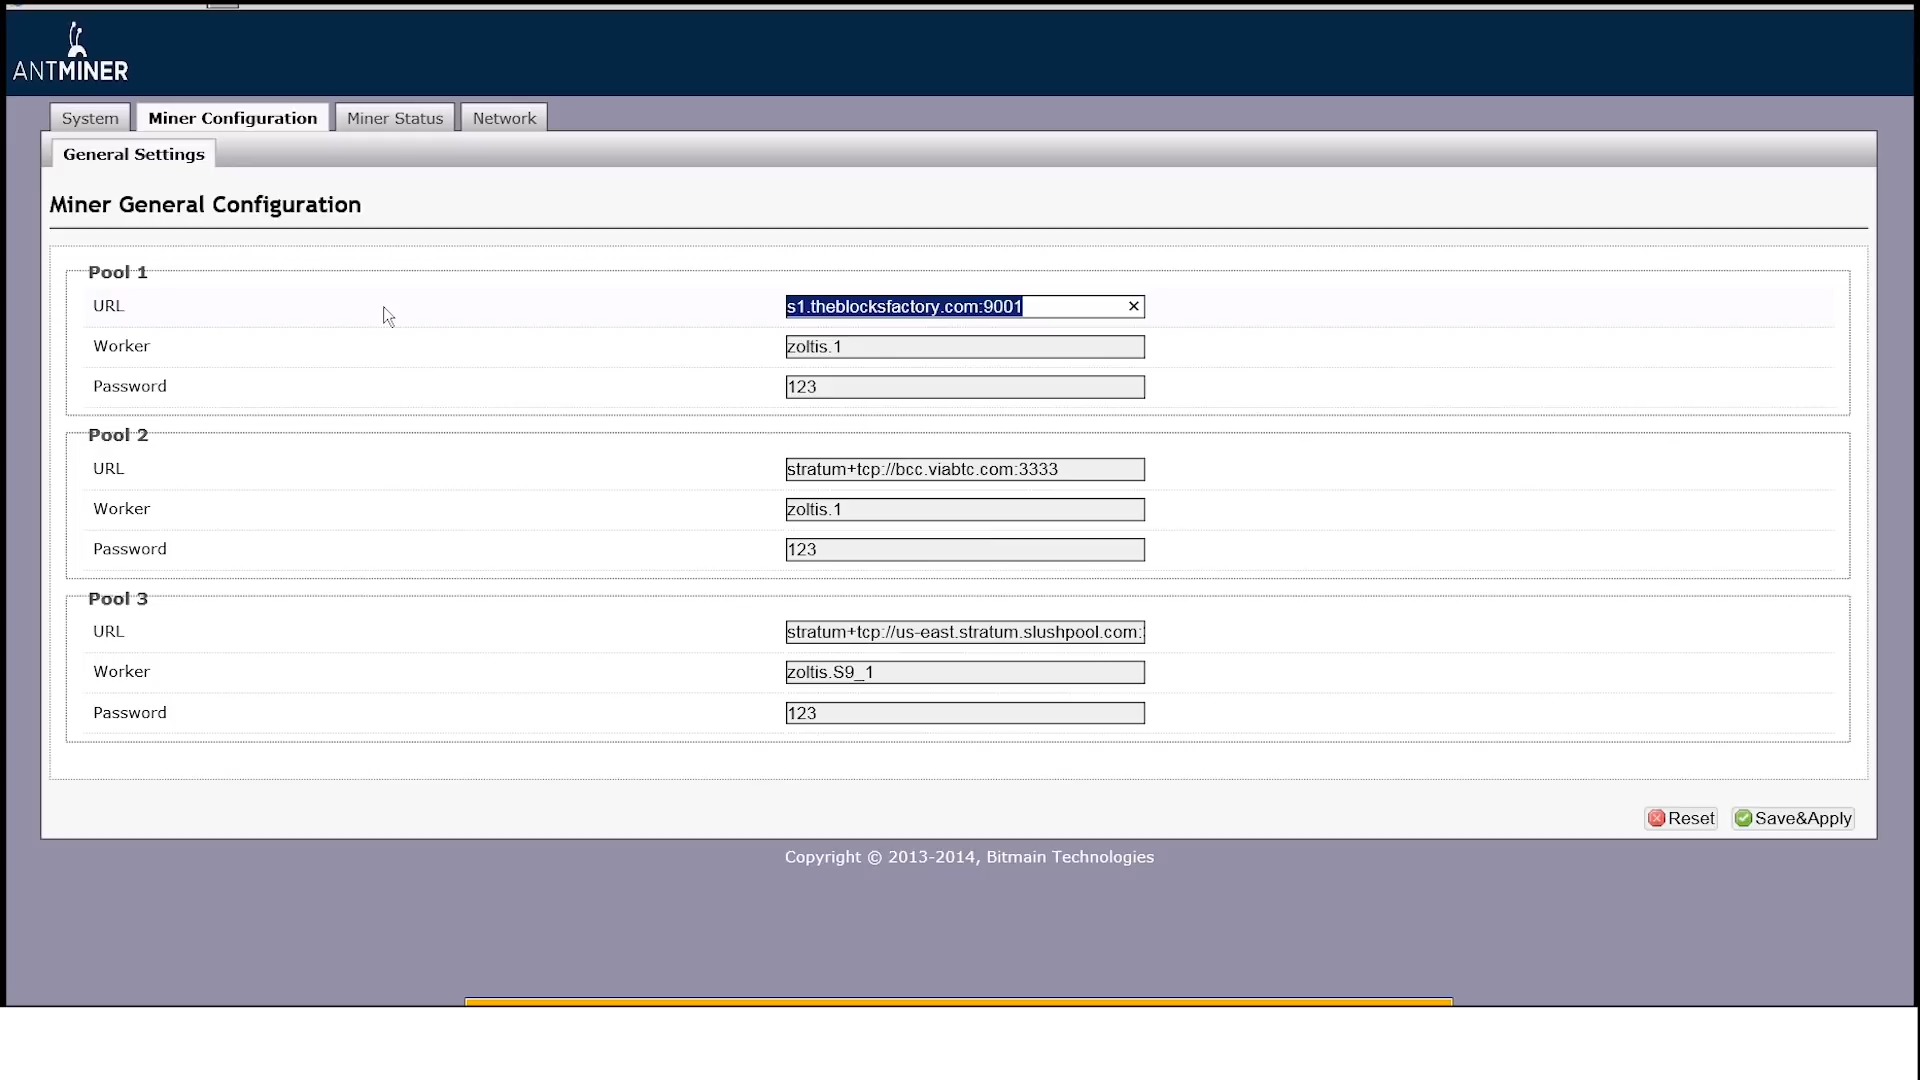 ANTMINER
System Miner Configuration Miner Status Network
General Settings
Miner General Configuration
Pool 1
URL s1.theblocksfactory.com:9001 ×
Worker zoltis.1
Password 123
Pool 2
URL stratum+tcp://bcc.viabtc.com:3333
Worker zoltis.1
Password 123
Pool 3
URL stratum+tcp://us-east.stratum.slushpool.com:
Worker zoltis.S9_1
Password 123
Reset Save&Apply
Copyright © 2013-2014, Bitmain Technologies